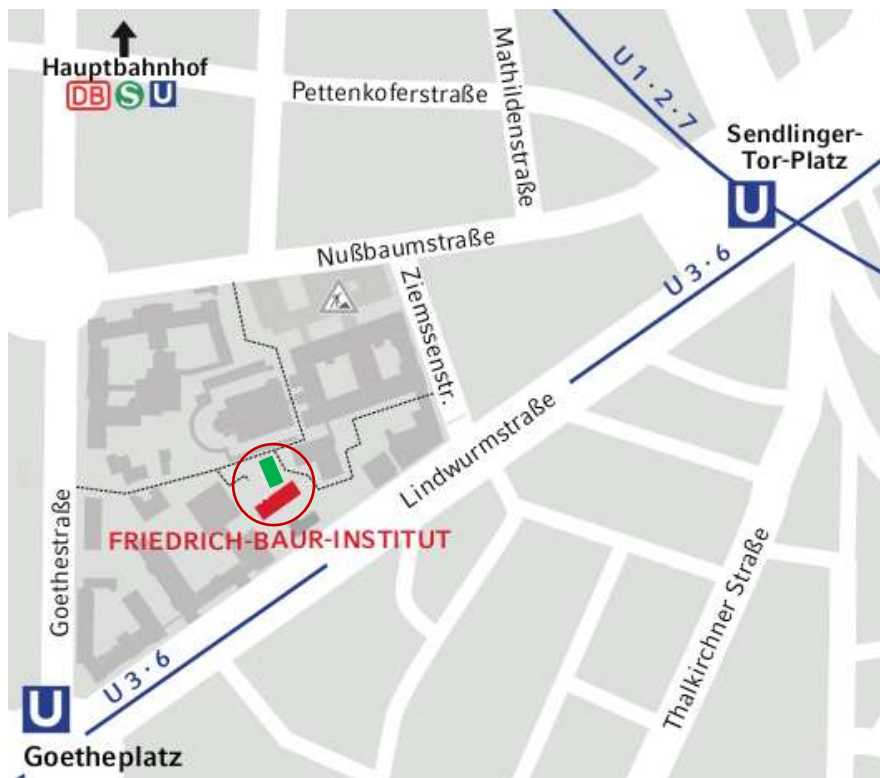 Hauptbahnhof
DB S U
Pettenkoferstraße
Mathildenstraße
U 1 · 2 · 7
Sendlinger-
Tor-Platz
U
Nußbaumstraße
U 3 · 6
Ziemssenstr.
Lindwurmstraße
FRIEDRICH-BAUR-INSTITUT
Goethestraße
Thalkirchner Straße
U 3 · 6
U
Goetheplatz